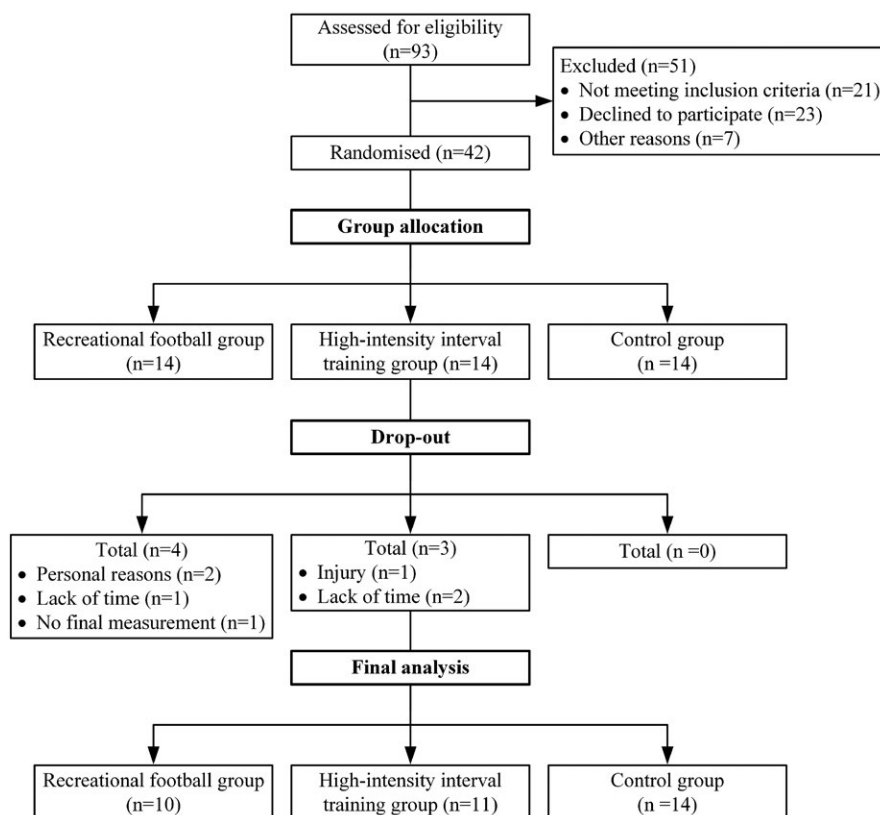 Assessed for eligibility
(n=93)
Excluded (n=51)
• Not meeting inclusion criteria (n=21)
• Declined to participate (n=23)
• Other reasons (n=7)
Randomised (n=42)
Group allocation
Recreational football group
(n=14)
High-intensity interval
training group (n=14)
Control group
(n =14)
Drop-out
Total (n=4)
• Personal reasons (n=2)
• Lack of time (n=1)
• No final measurement (n=1)
Total (n=3)
• Injury (n=1)
• Lack of time (n=2)
Total (n =0)
Final analysis
Recreational football group
(n=10)
High-intensity interval
training group (n=11)
Control group
(n =14)